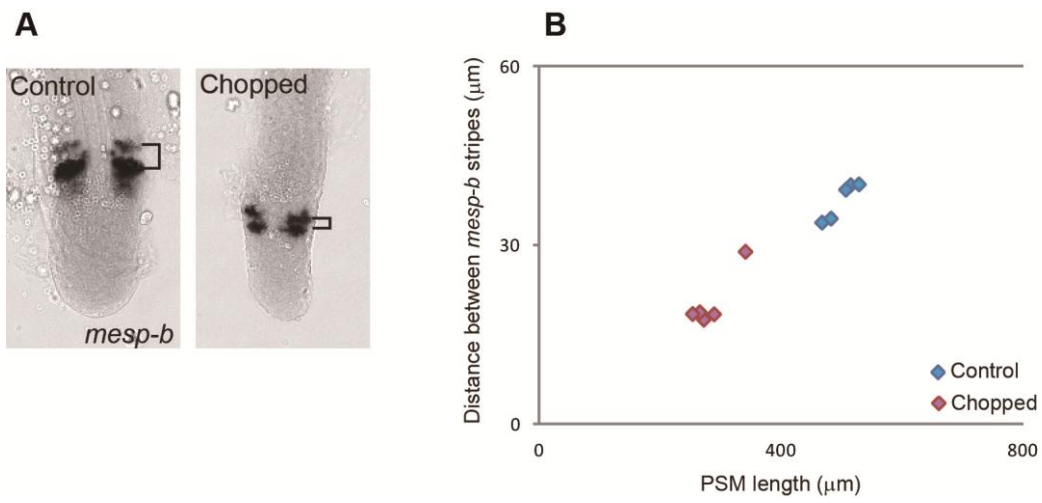 A
Control
Chopped
mesp-b
B
Distance between mesp-b stripes (μm)
60
30
0
0
400
800
PSM length (μm)
Control
Chopped